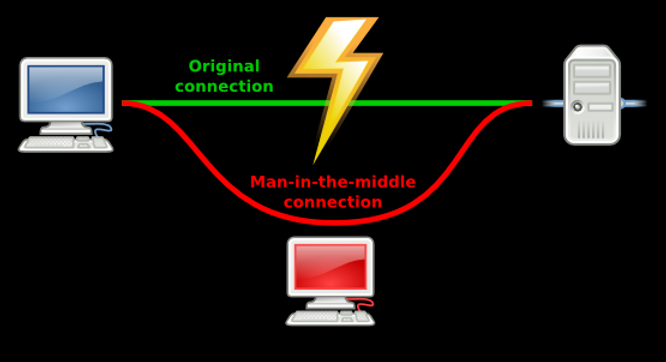 Original
connection
Man-in-the-middle
connection